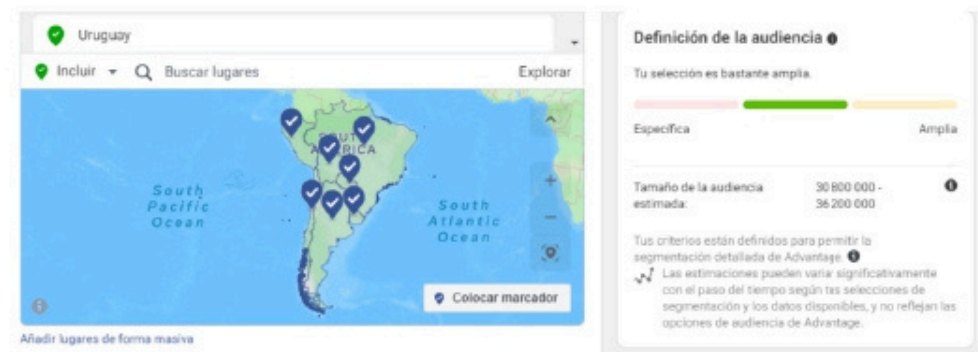 Uruguay
Incluir
Buscar lugares
Explorar
SOUTH
AMERICA
South
Pacific
Ocean
South
Atlantic
Ocean
Colocar marcador
Añadir lugares de forma masiva
Definición de la audiencia
Tu selección es bastante amplia.
Específica
Amplia
Tamaño de la audiencia
estimada:
30 800 000 -
36 200 000
Tus criterios están definidos para permitir la
segmentación detallada de Advantage.
Las estimaciones pueden variar significativamente
con el paso del tiempo según tus selecciones de
segmentación y los datos disponibles, y no reflejan las
opciones de audiencia de Advantage.